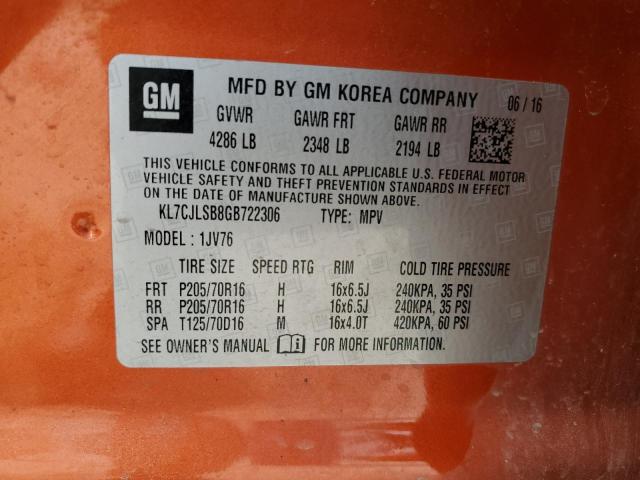 GM
MFD BY GM KOREA COMPANY 06/16
GVWR GAWR FRT GAWR RR
4286 LB 2348 LB 2194 LB
THIS VEHICLE CONFORMS TO ALL APPLICABLE U.S. FEDERAL MOTOR
VEHICLE SAFETY AND THEFT PREVENTION STANDARDS IN EFFECT
ON THE DATE OF MANUFACTURE SHOWN ABOVE.
KL7CJLSB8GB722306 TYPE: MPV
MODEL: 1JV76
TIRE SIZE SPEED RTG RIM COLD TIRE PRESSURE
FRT P205/70R16 H 16x6.5J 240KPA, 35 PSI
RR P205/70R16 H 16x6.5J 240KPA, 35 PSI
SPA T125/70D16 M 16x4.0T 420KPA, 60 PSI
SEE OWNER'S MANUAL FOR MORE INFORMATION.